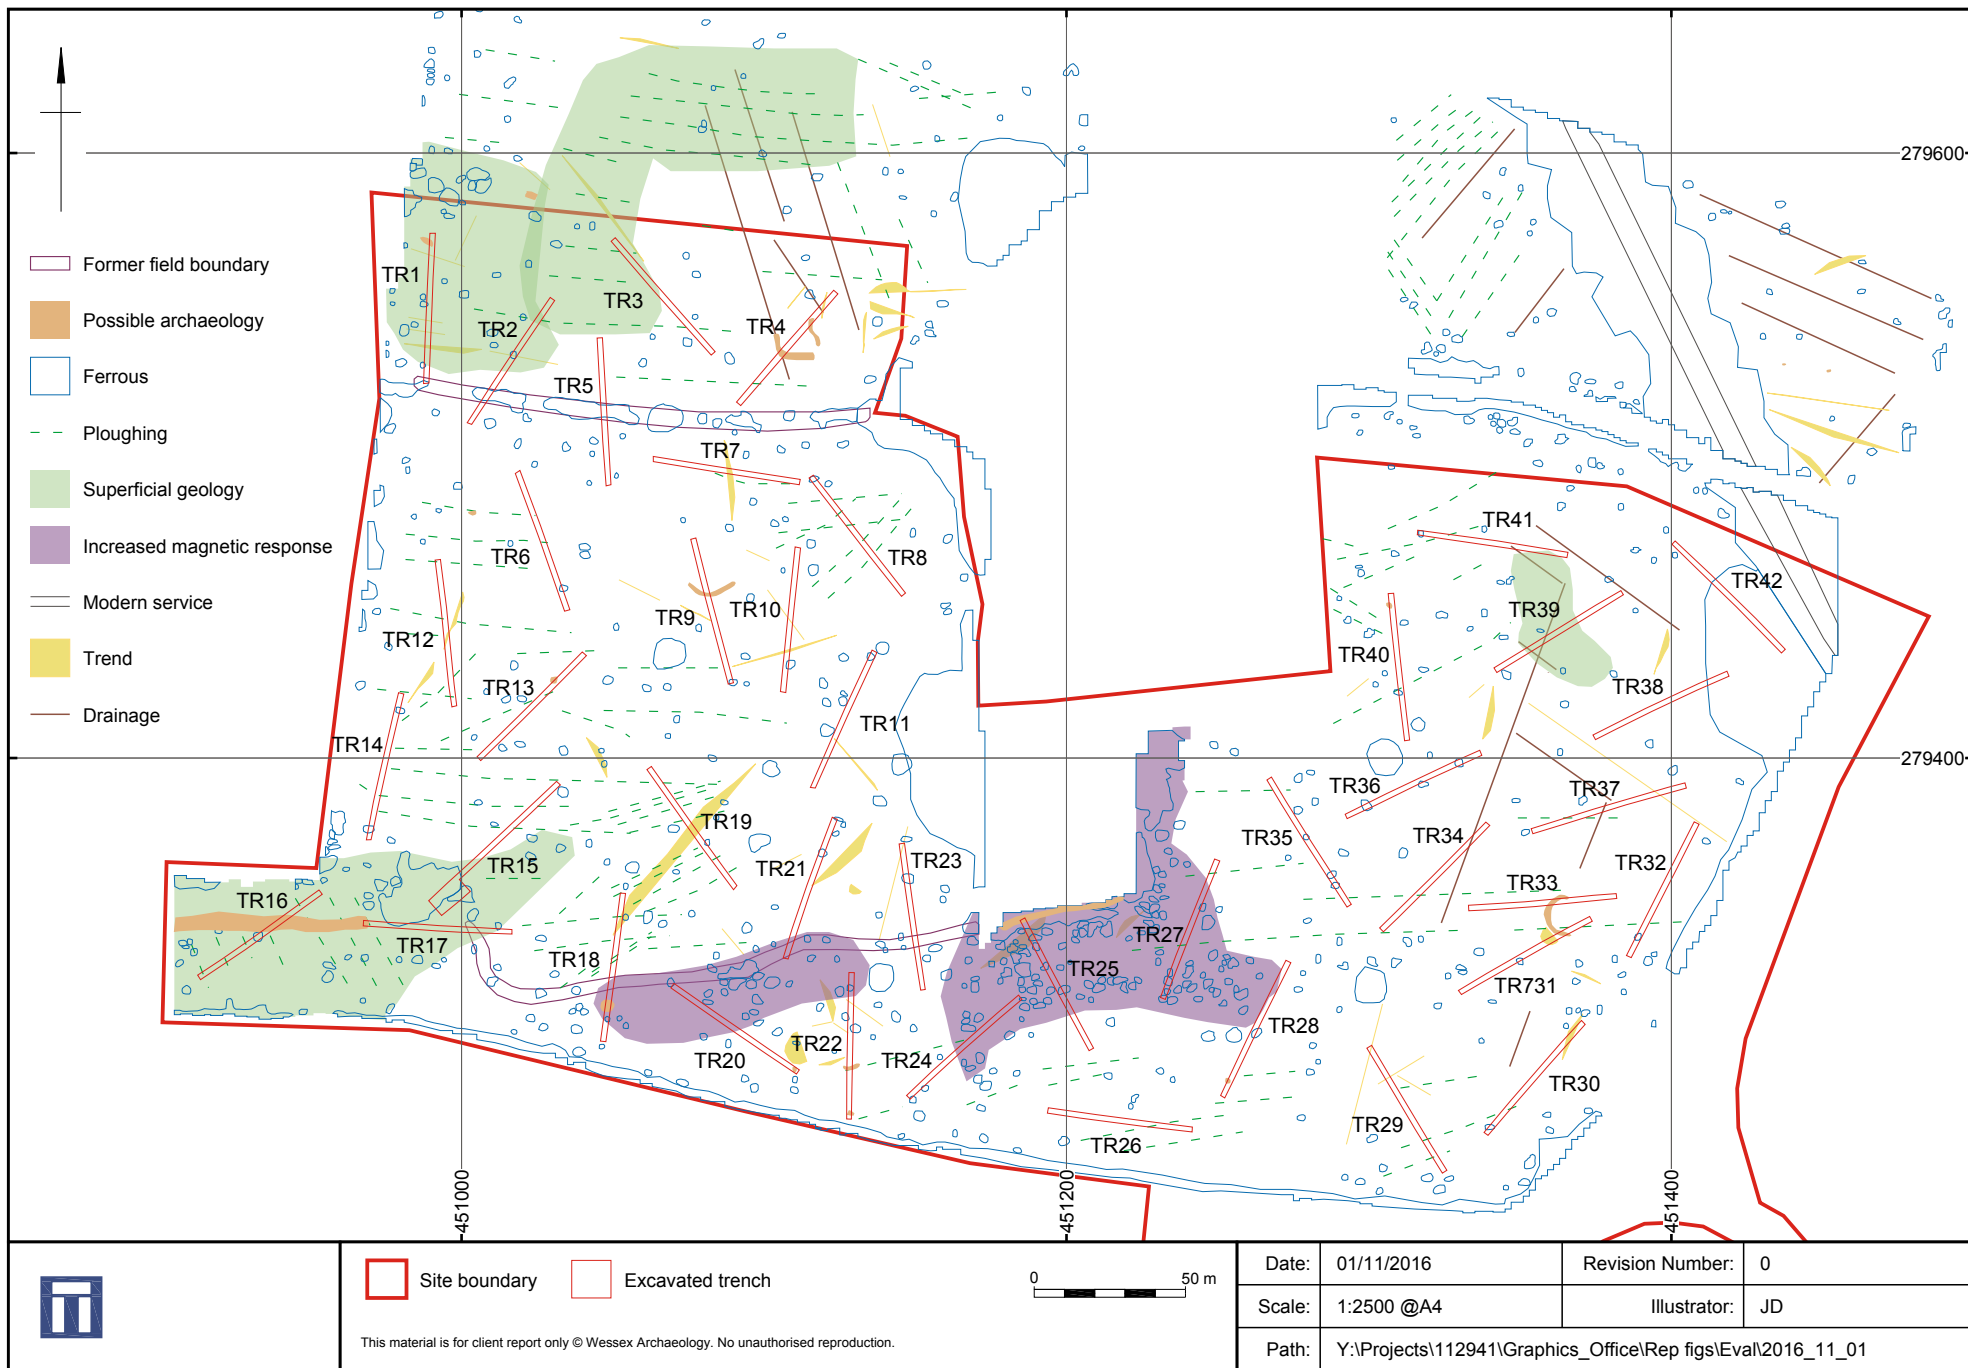 279600
Former field boundary
Possible archaeology
Ferrous
Ploughing
Superficial geology
Increased magnetic response
Modern service
Trend
Drainage
TR1
TR2
TR3
TR4
TR5
TR7
TR6
TR8
TR9
TR10
TR12
TR13
TR11
TR14
TR41
TR42
TR39
TR40
TR38
279400
TR36
TR37
TR35
TR34
TR32
TR33
TR19
TR15
TR21
TR23
TR16
TR17
TR18
TR27
TR25
TR731
TR28
TR20
TR22
TR24
TR30
TR29
TR26
451000
451200
451400
Site boundary
Excavated trench
0 50 m
This material is for client report only © Wessex Archaeology. No unauthorised reproduction.
Date: 01/11/2016 Revision Number: 0
Scale: 1:2500 @A4 Illustrator: JD
Path: Y:\Projects\112941\Graphics_Office\Rep figs\Eval\2016_11_01